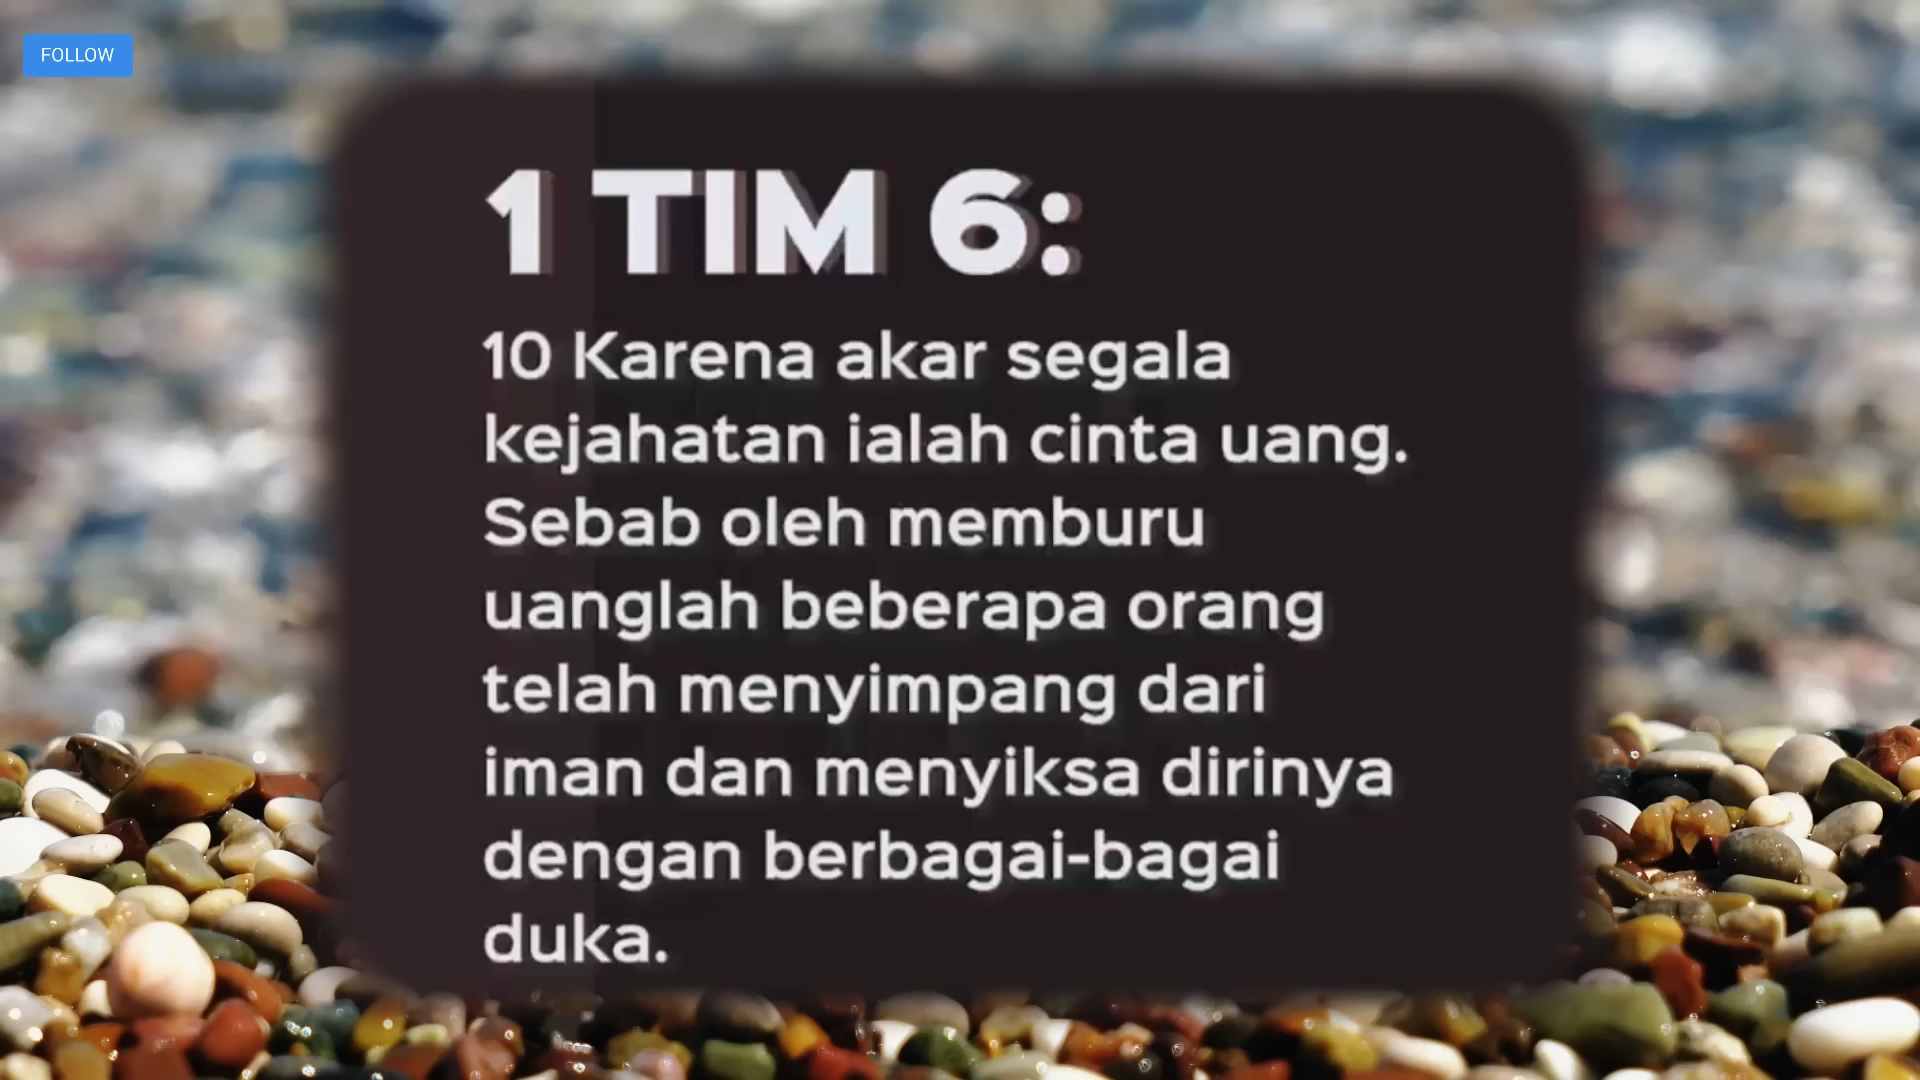 FOLLOW
1 TIM 6:
10 Karena akar segala
kejahatan ialah cinta uang.
Sebab oleh memburu
uanglah beberapa orang
telah menyimpang dari
iman dan menyiksa dirinya
dengan berbagai-bagai
duka.